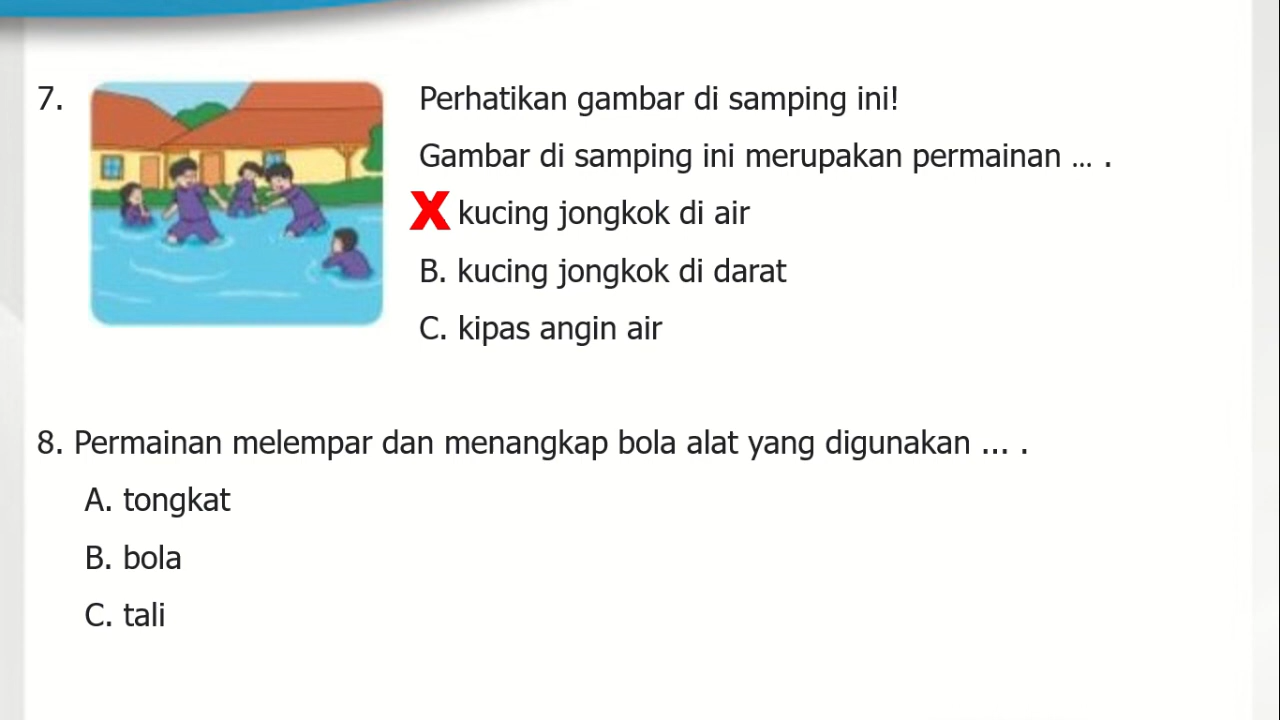 7.
Perhatikan gambar di samping ini!
Gambar di samping ini merupakan permainan ... .
X kucing jongkok di air
B. kucing jongkok di darat
C. kipas angin air
8. Permainan melempar dan menangkap bola alat yang digunakan ... .
A. tongkat
B. bola
C. tali